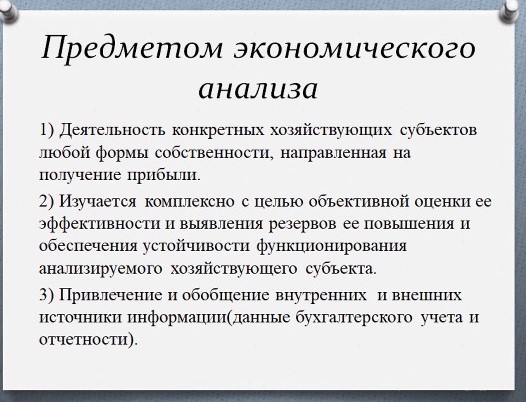 Предметом экономического
анализа
1) Деятельность конкретных хозяйствующих субъектов
любой формы собственности, направленная на
получение прибыли.
2) Изучается комплексно с целью объективной оценки ее
эффективности и выявления резервов ее повышения и
обеспечения устойчивости функционирования
анализируемого хозяйствующего субъекта.
3) Привлечение и обобщение внутренних и внешних
источники информации(данные бухгалтерского учета и
отчетности).